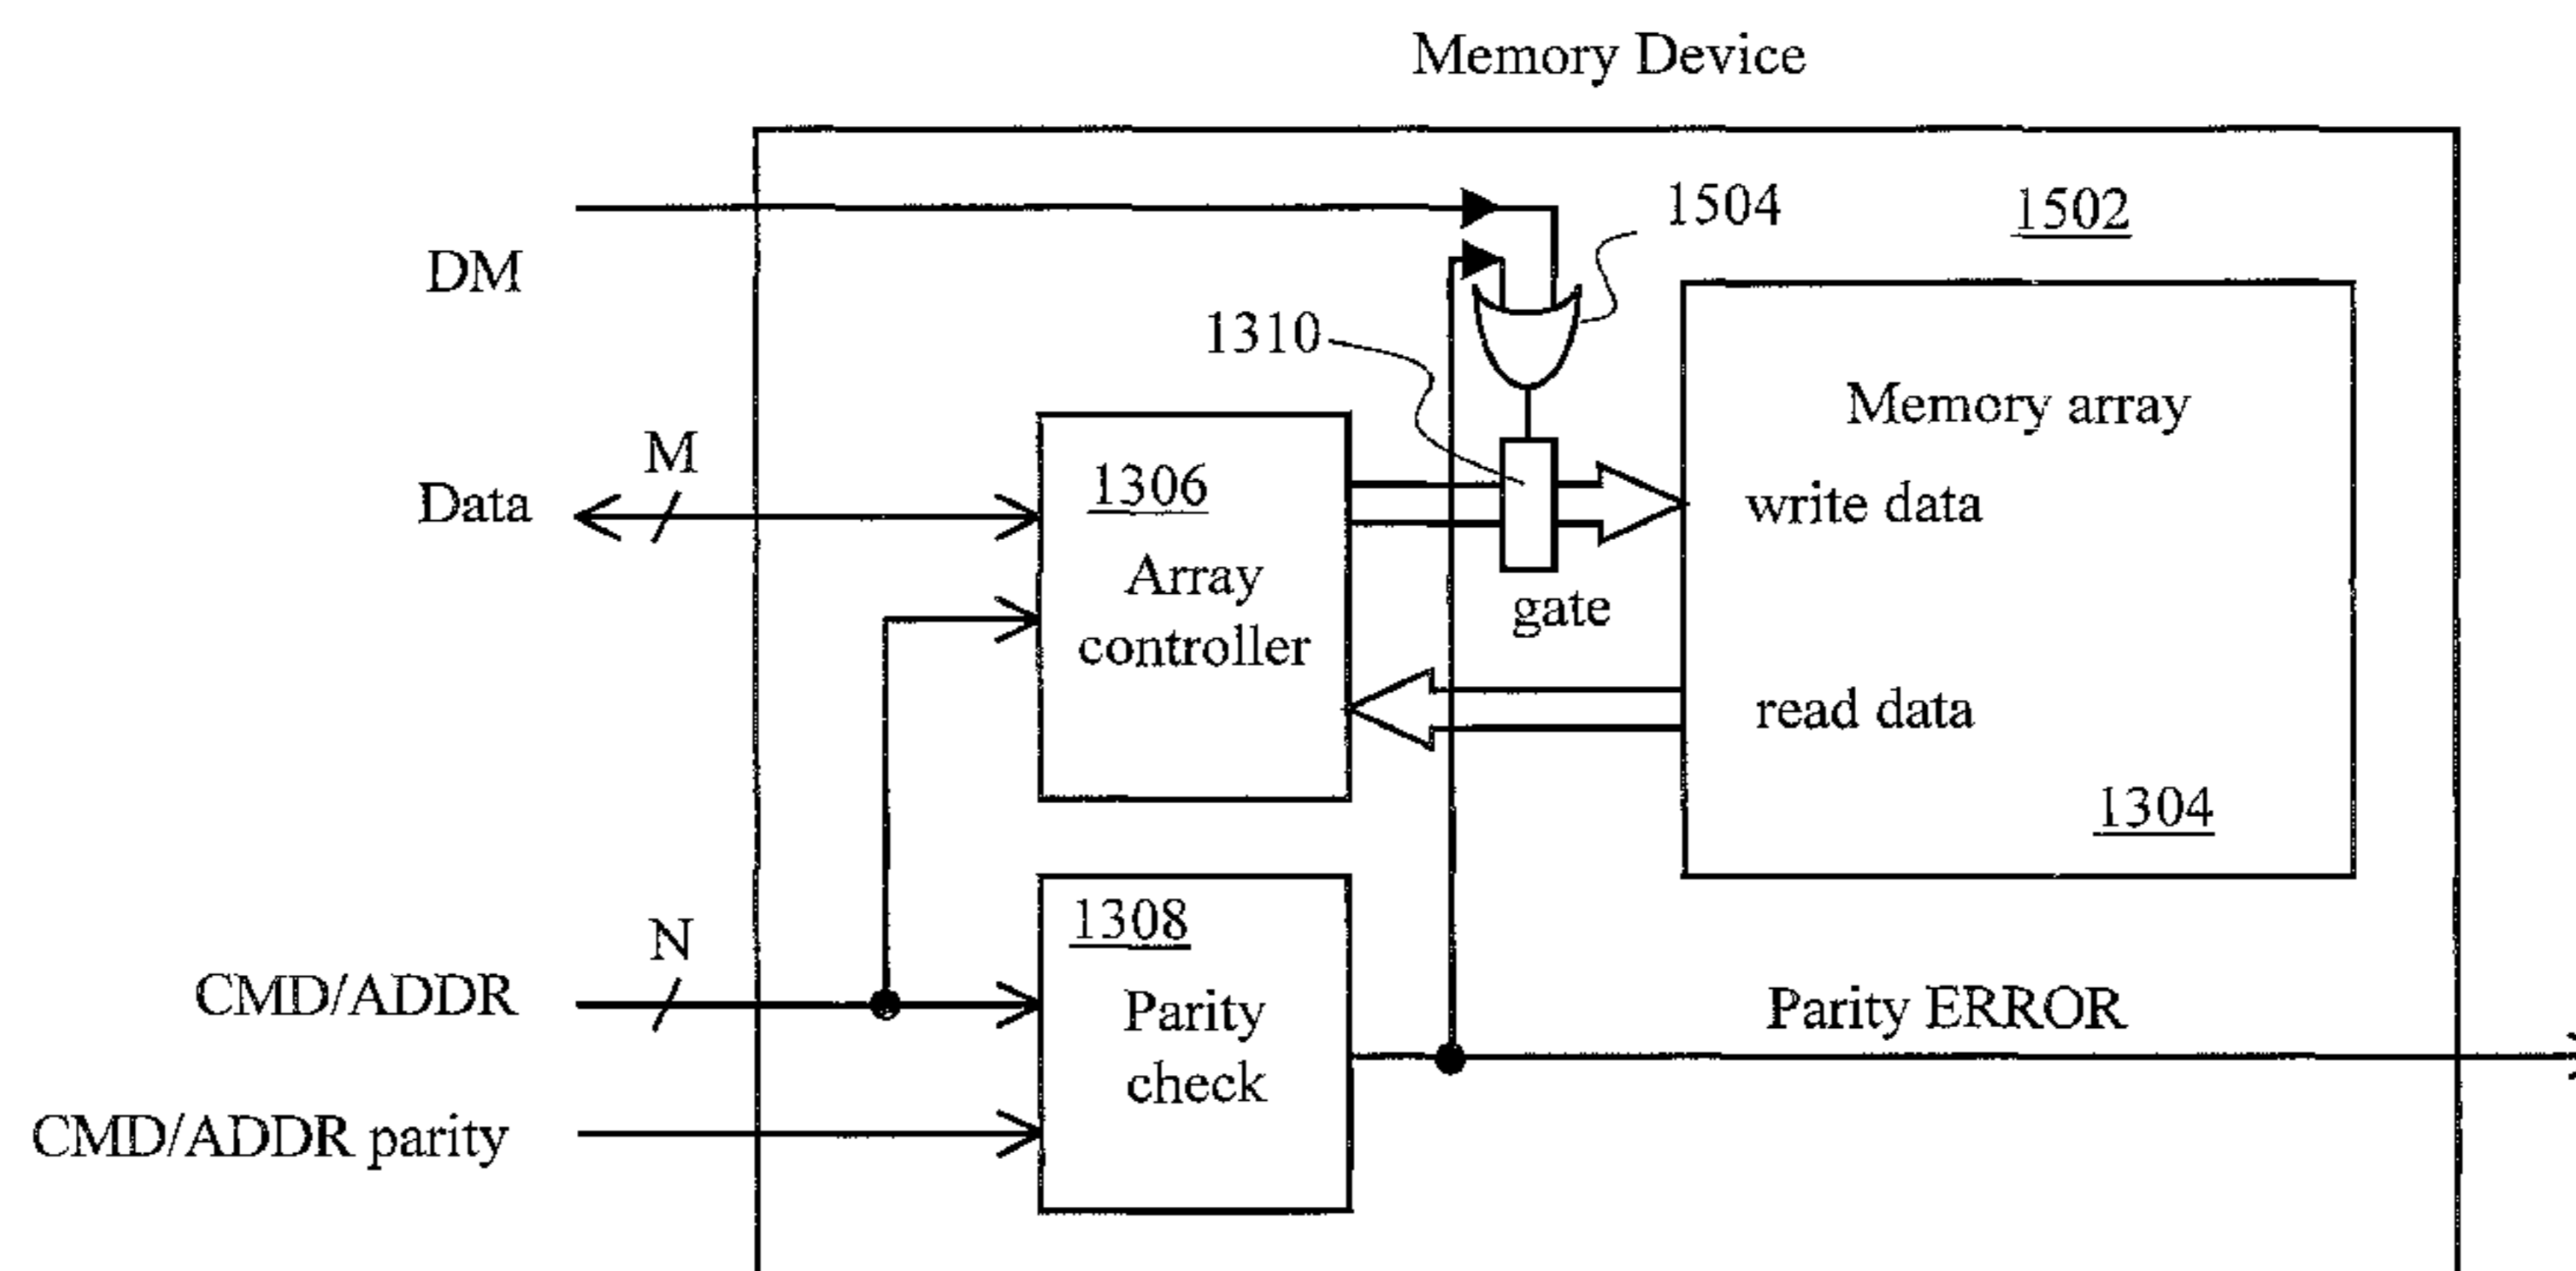 Memory Device
1504
1502
DM
1310
Memory array
M
Data
1306
write data
Array
controller
gate
read data
1304
1308
N
CMD/ADDR
Parity
check
Parity ERROR
CMD/ADDR parity